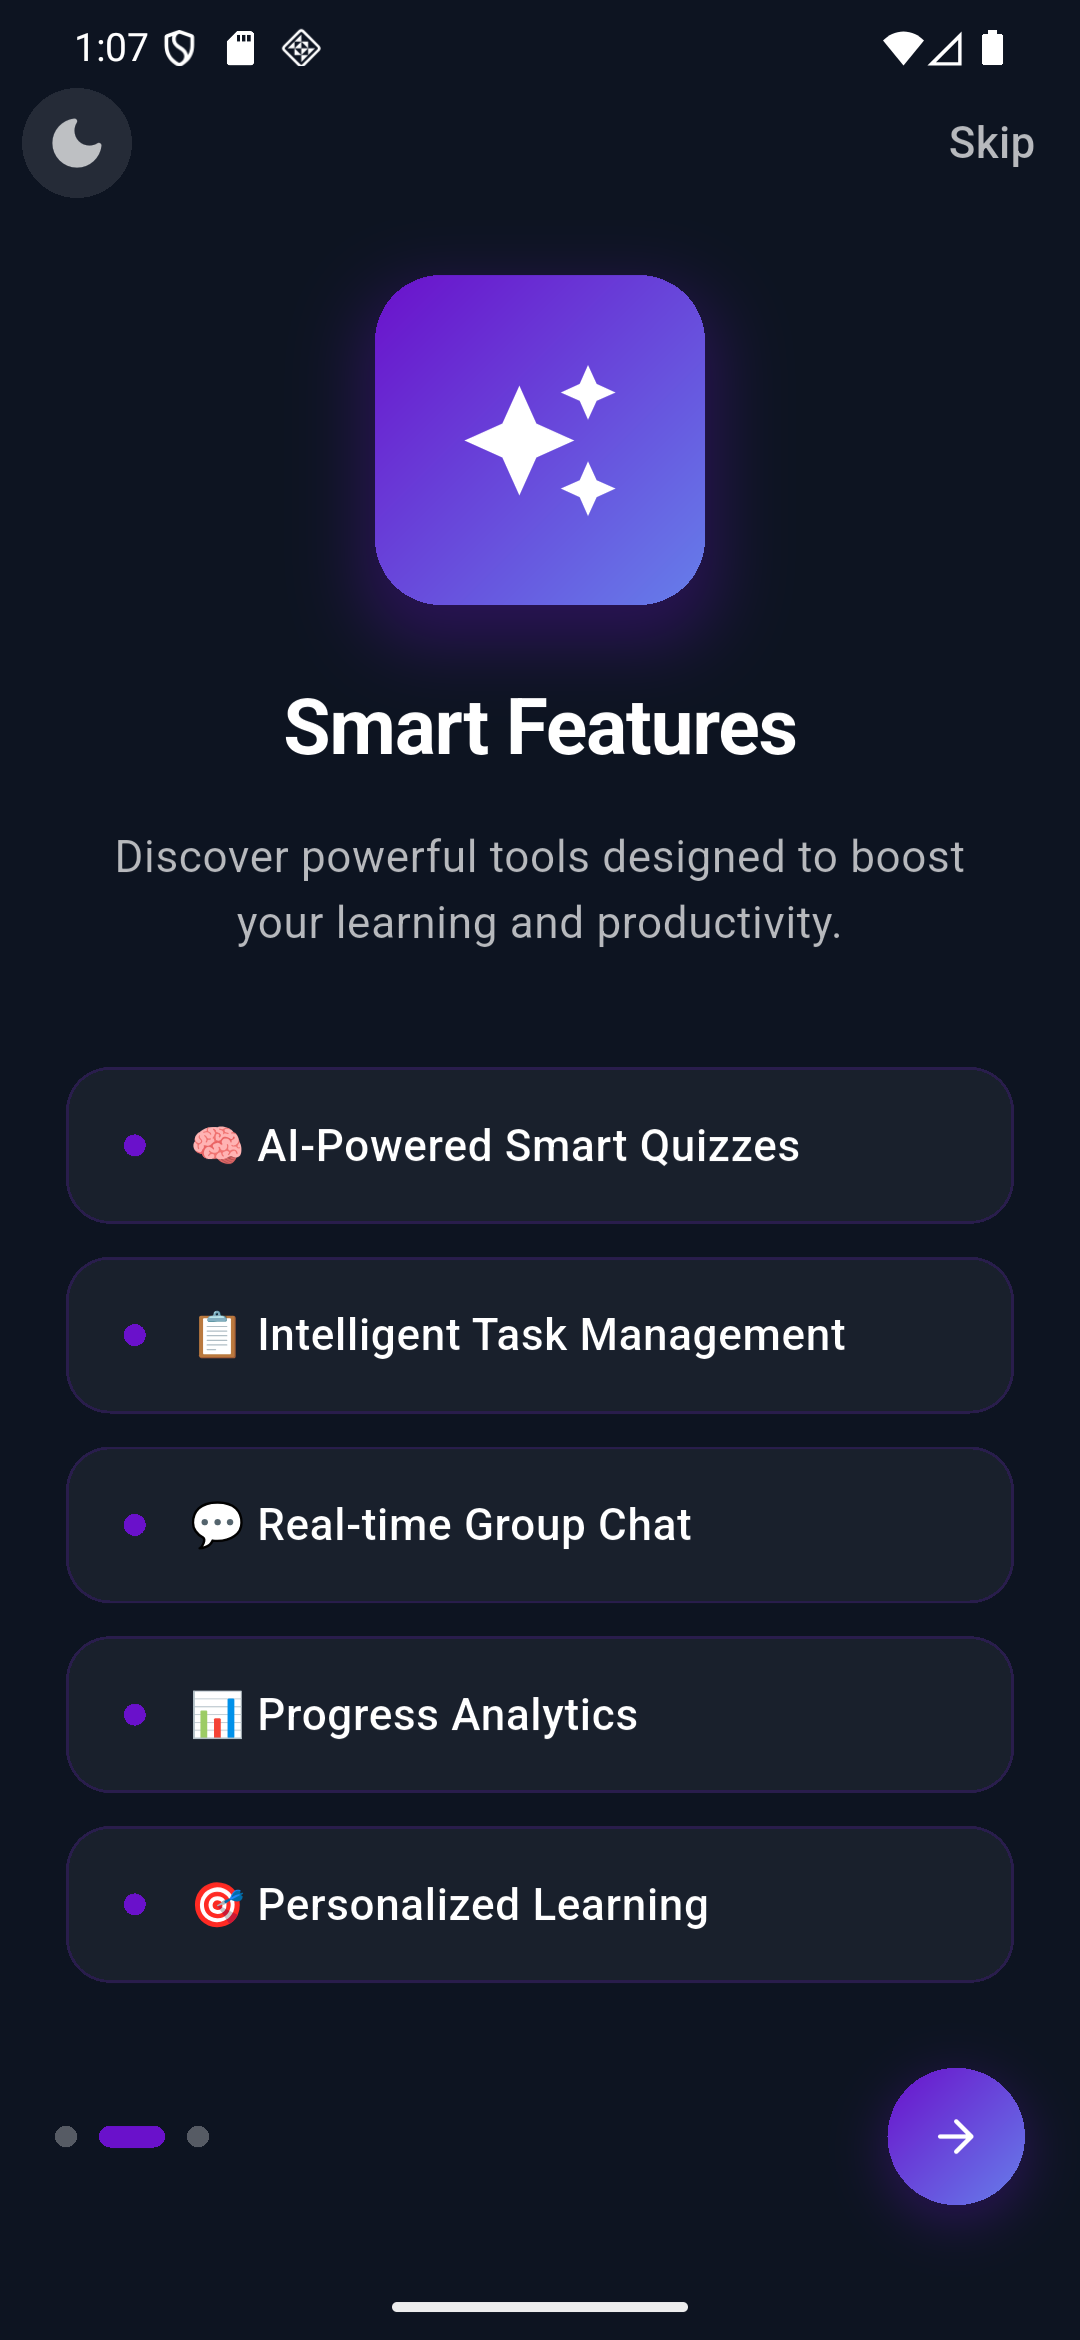 1:07
Skip
Smart Features
Discover powerful tools designed to boost
your learning and productivity.
🧠 AI-Powered Smart Quizzes
📋 Intelligent Task Management
💬 Real-time Group Chat
📊 Progress Analytics
🎯 Personalized Learning